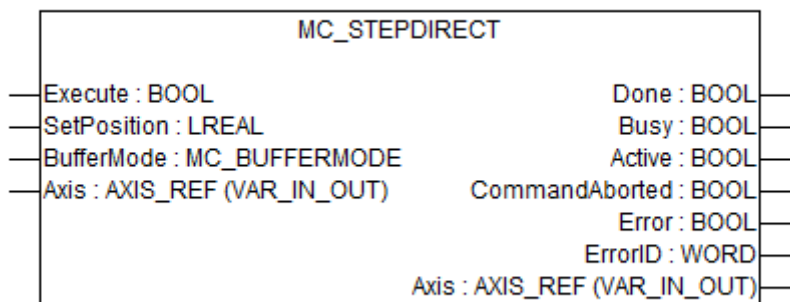 MC_STEPDIRECT
Execute : BOOL
Done : BOOL
SetPosition : LREAL
Busy : BOOL
BufferMode : MC_BUFFERMODE
Active : BOOL
Axis : AXIS_REF (VAR_IN_OUT)
CommandAborted : BOOL
Error : BOOL
ErrorID : WORD
Axis : AXIS_REF (VAR_IN_OUT)